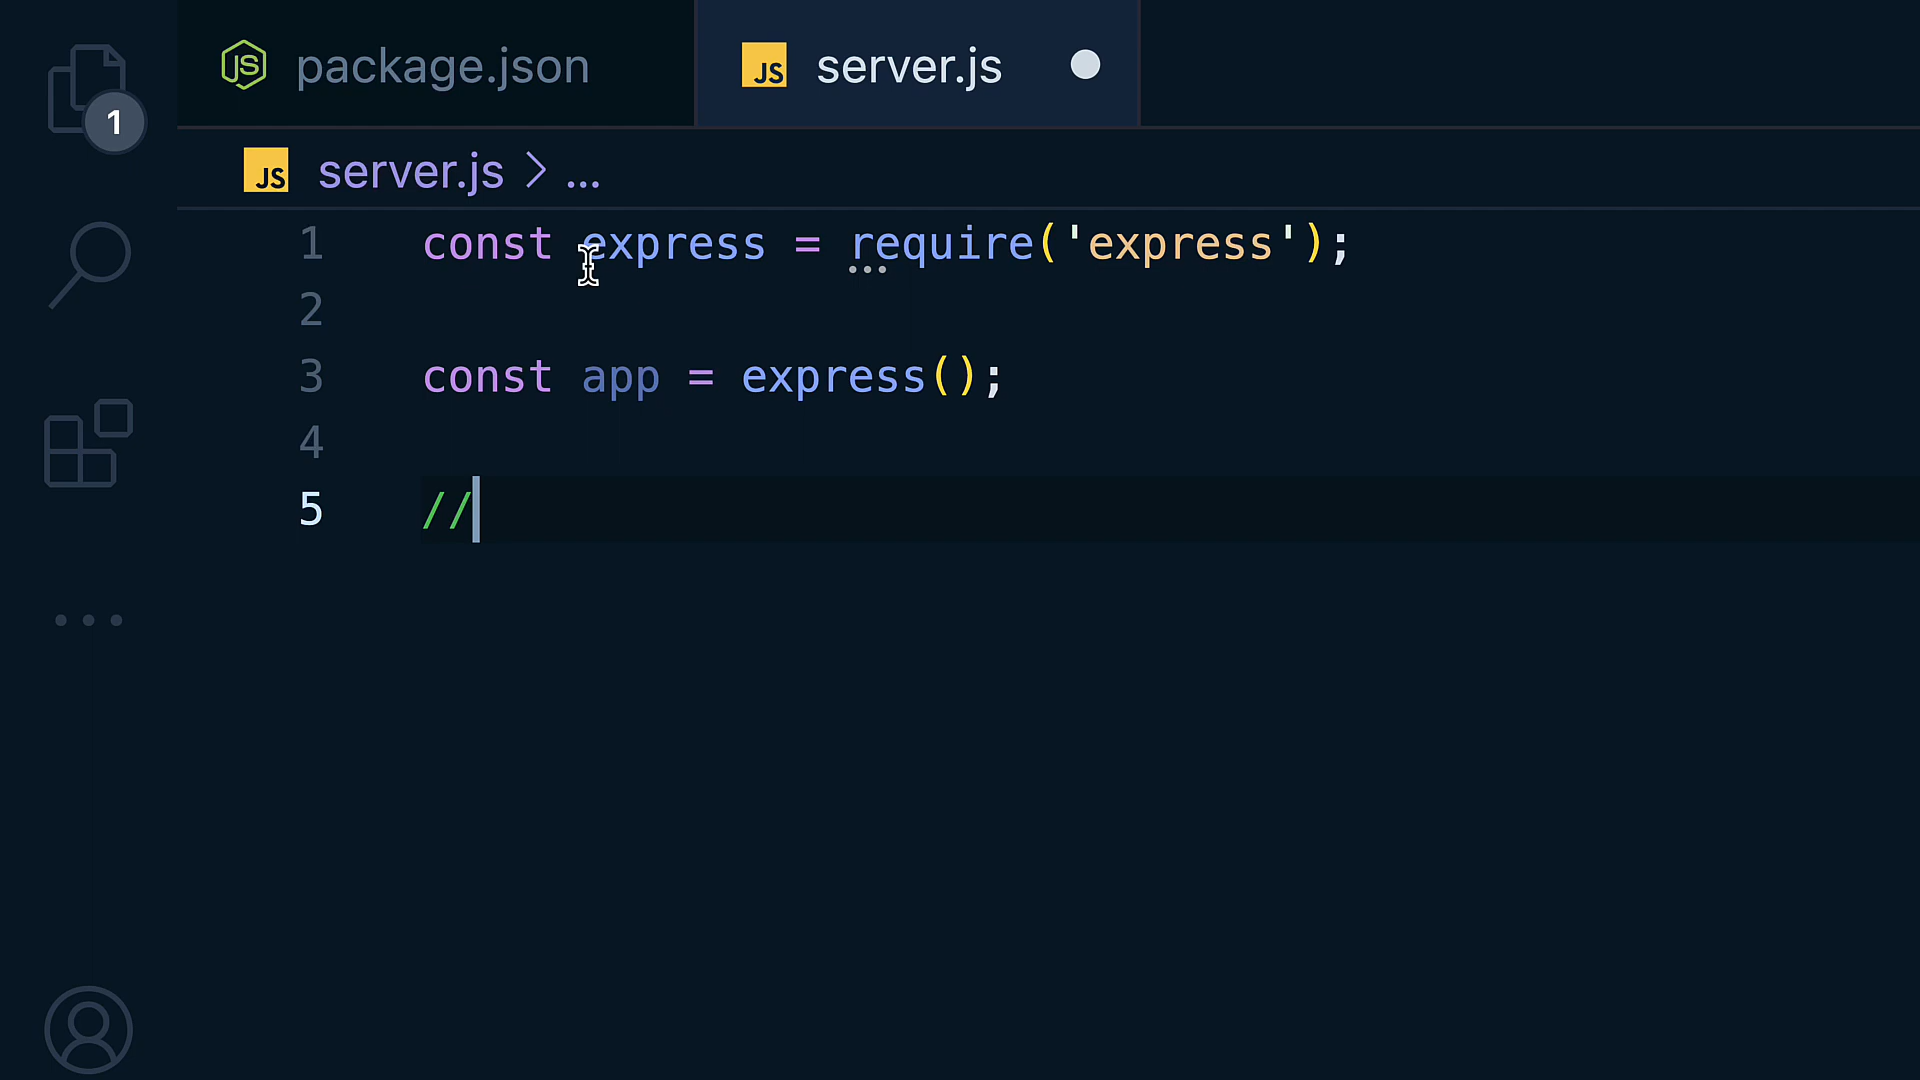 JS package.json JS server.js
1
JS server.js > ...
1 const express = require('express');
2
3 const app = express();
4
5 //